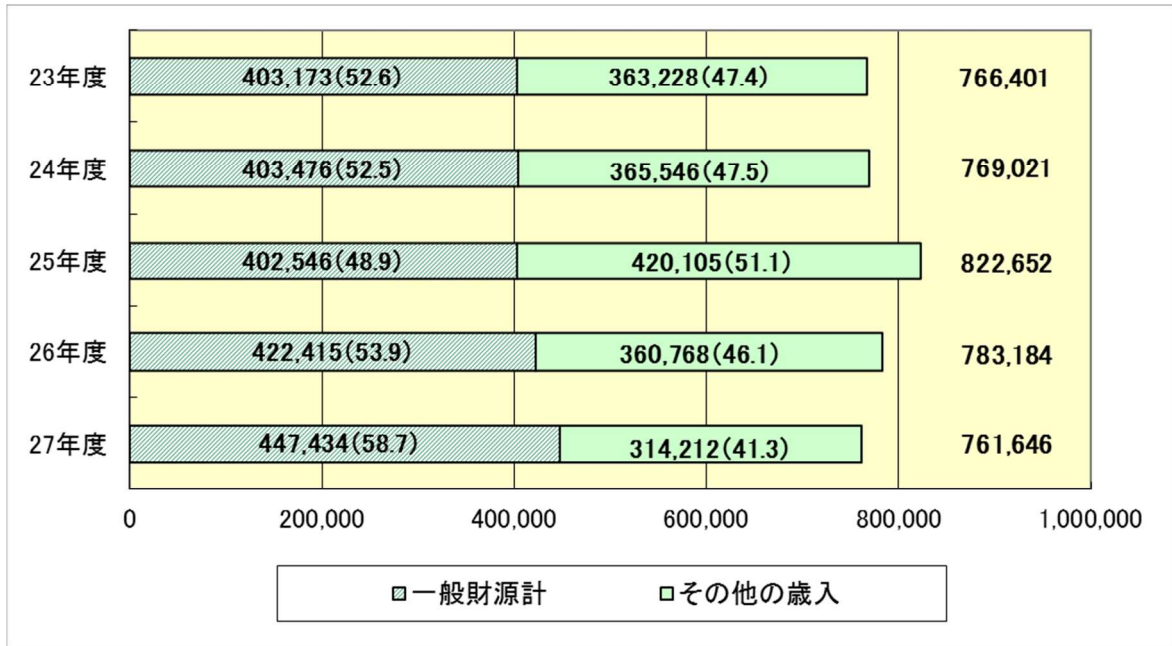 23年度 403,173(52.6) 363,228(47.4) 766,401
24年度 403,476(52.5) 365,546(47.5) 769,021
25年度 402,546(48.9) 420,105(51.1) 822,652
26年度 422,415(53.9) 360,768(46.1) 783,184
27年度 447,434(58.7) 314,212(41.3) 761,646
0 200,000 400,000 600,000 800,000 1,000,000
一般財源計 その他の歳入